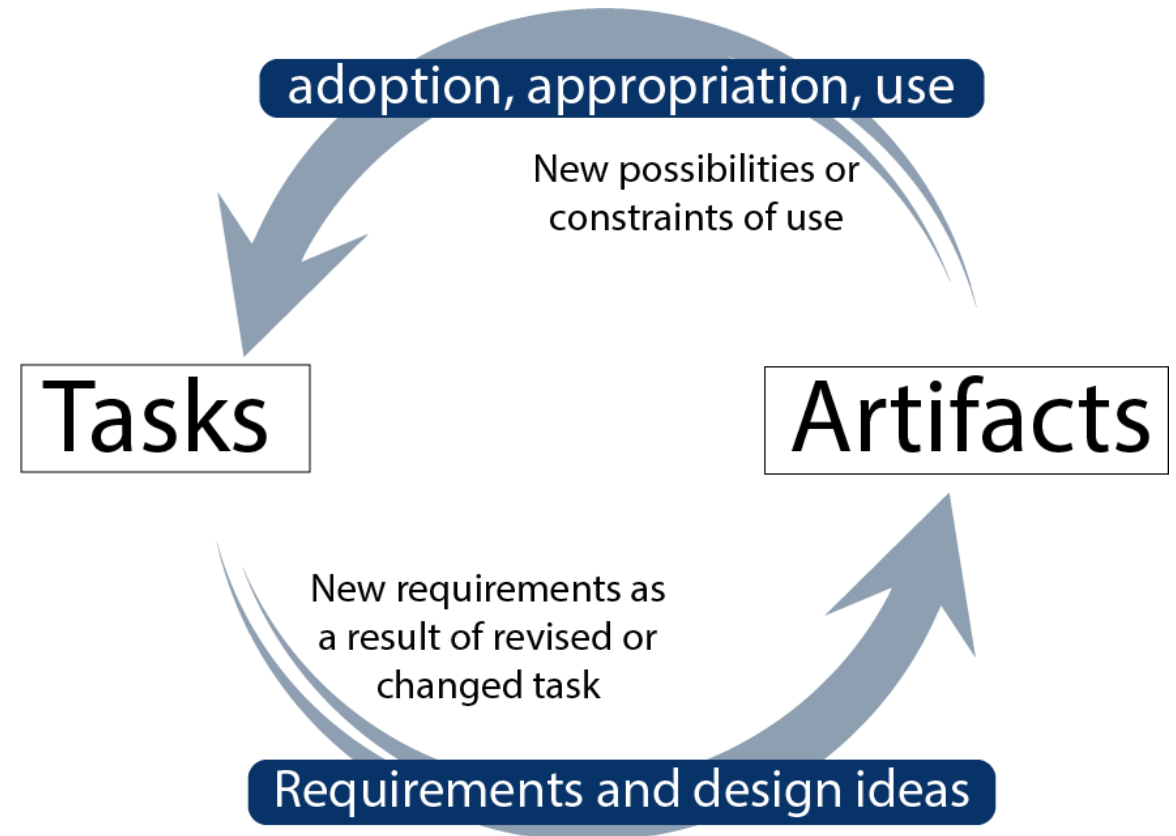 adoption, appropriation, use
New possibilities or
constraints of use
Tasks
Artifacts
New requirements as
a result of revised or
changed task
Requirements and design ideas